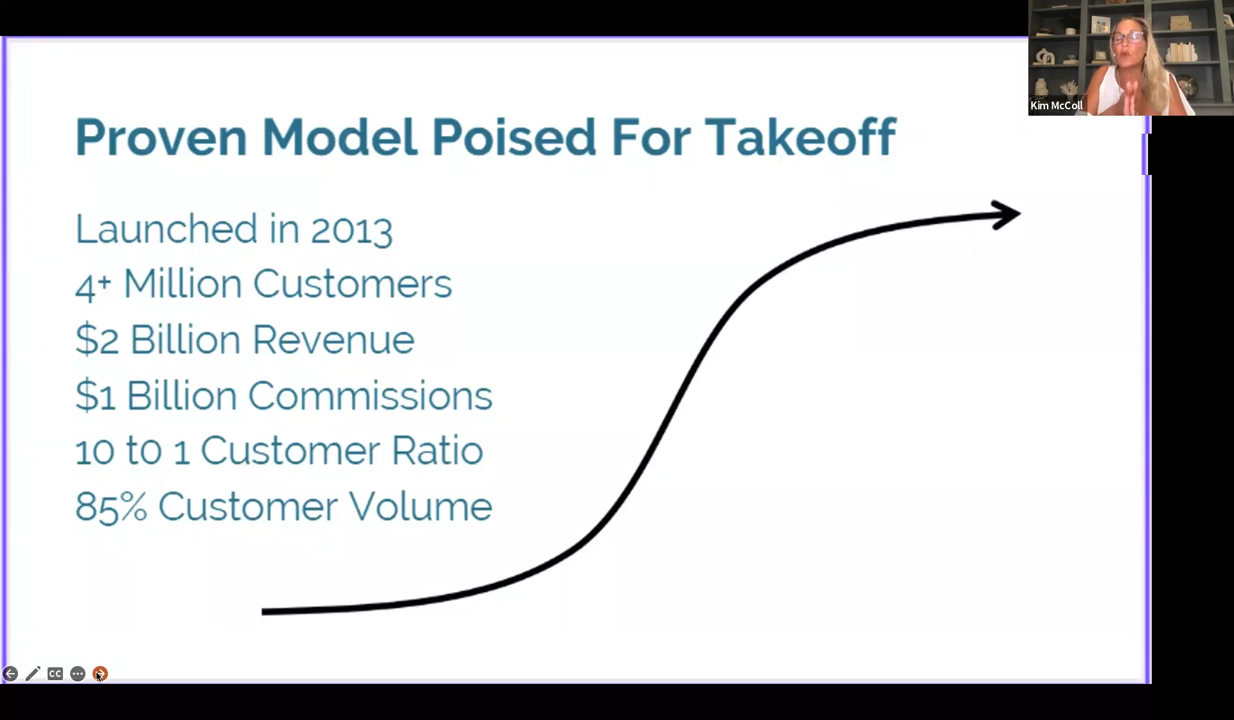 Kim McColl
Proven Model Poised For Takeoff
Launched in 2013
4+ Million Customers
$2 Billion Revenue
$1 Billion Commissions
10 to 1 Customer Ratio
85% Customer Volume
CC